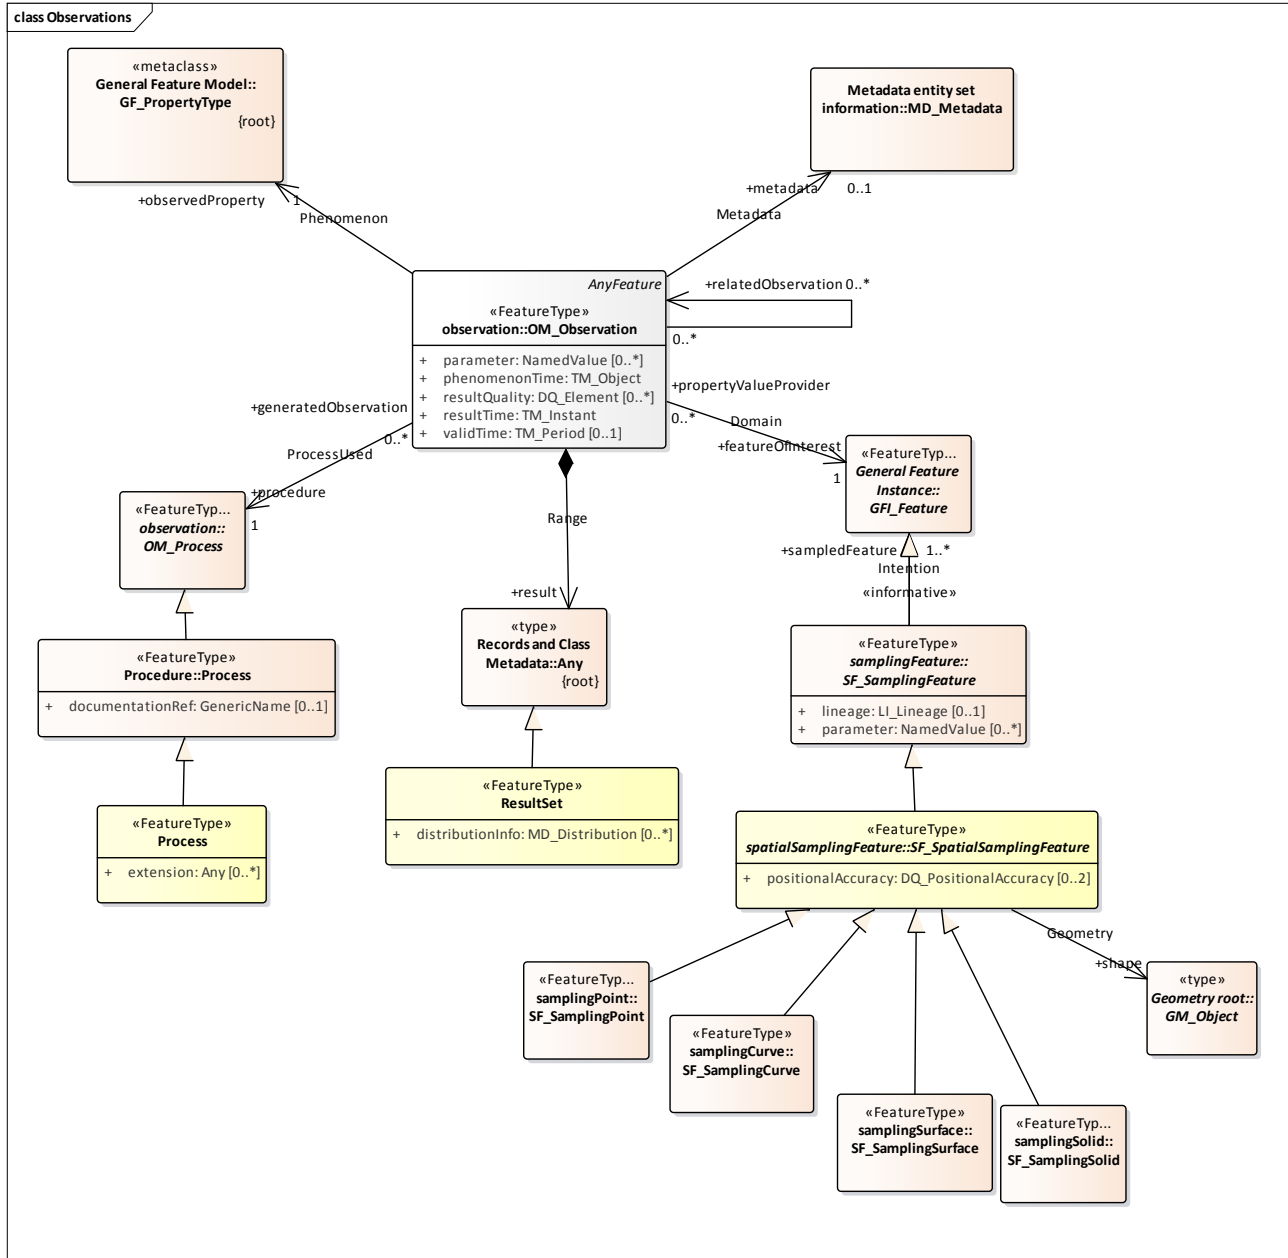 class Observations
«metaclass»
General Feature Model::
GF_PropertyType
{root}
Metadata entity set
information::MD_Metadata
+observedProperty
1
Phenomenon
+metadata
0..1
Metadata
AnyFeature
«FeatureType»
observation::OM_Observation
+ parameter: NamedValue [0..*]
+ phenomenonTime: TM_Object
+ resultQuality: DQ_Element [0..*]
+ resultTime: TM_Instant
+ validTime: TM_Period [0..1]
+relatedObservation 0..*
0..*
+propertyValueProvider
0..*
Domain
+featureOfInterest
1
+generatedObservation
0..*
ProcessUsed
+procedure
1
«FeatureTyp...
General Feature
Instance::
GFI_Feature
«FeatureTyp...
observation::
OM_Process
Range
+result
+sampledFeature
1..*
Intention
«informative»
«type»
Records and Class
Metadata::Any
{root}
«FeatureType»
samplingFeature::
SF_SamplingFeature
+ lineage: LI_Lineage [0..1]
+ parameter: NamedValue [0..*]
«FeatureType»
Procedure::Process
+ documentationRef: GenericName [0..1]
«FeatureType»
ResultSet
+ distributionInfo: MD_Distribution [0..*]
«FeatureType»
Process
+ extension: Any [0..*]
«FeatureType»
spatialSamplingFeature::SF_SpatialSamplingFeature
+ positionalAccuracy: DQ_PositionalAccuracy [0..2]
Geometry
+shape
«FeatureTyp...
samplingPoint::
SF_SamplingPoint
«type»
Geometry root::
GM_Object
«FeatureType»
samplingCurve::
SF_SamplingCurve
«FeatureType»
samplingSurface::
SF_SamplingSurface
«FeatureTyp...
samplingSolid::
SF_SamplingSolid